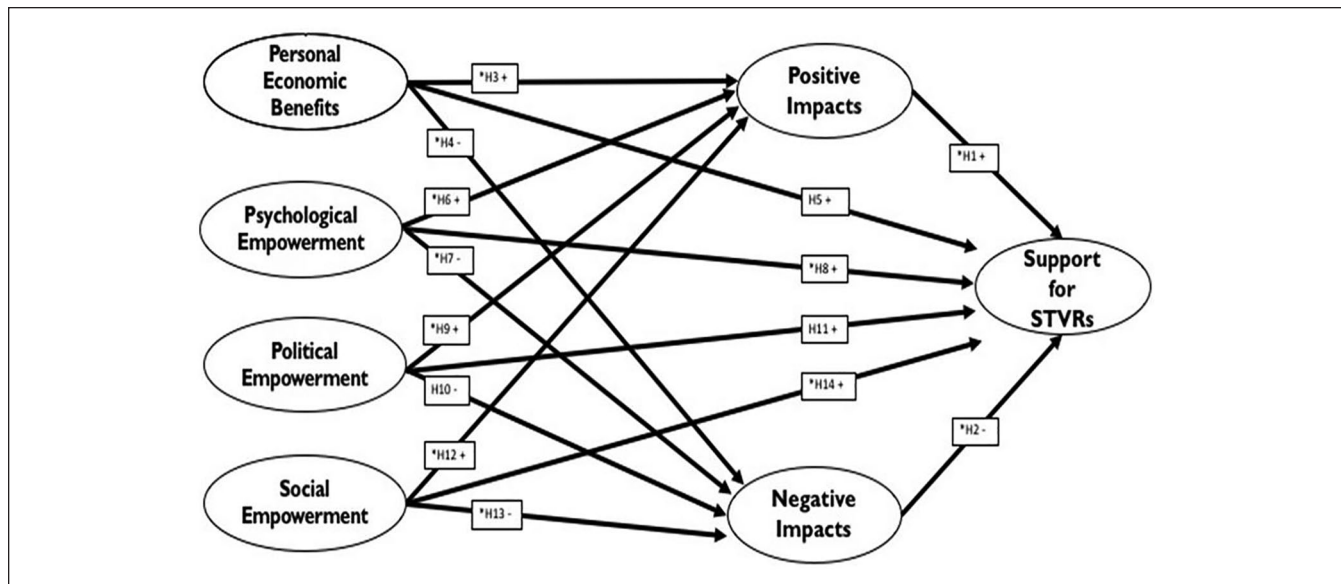 Personal
Economic
Benefits
Positive
Impacts
*H3 +
*H4 -
*H1 +
Psychological
Empowerment
*H6 +
H5 +
*H7 -
*H8 +
Support
for
STVRs
Political
Empowerment
*H9 +
H11 +
H10 -
*H14 +
*H12 +
*H2 -
Social
Empowerment
*H13 -
Negative
Impacts